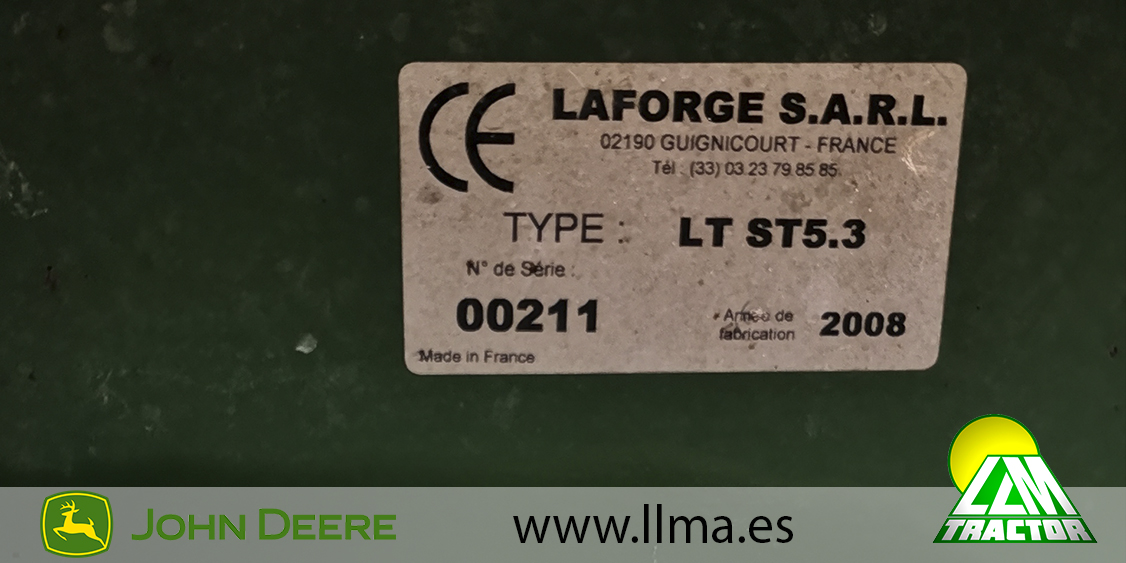 CE LAFORGE S.A.R.L.
02190 GUIGNICOURT - FRANCE
Tél : (33) 03 23 79 85 85
TYPE : LT ST5.3
N° de Série :
00211
Année de
fabrication 2008
Made in France
JOHN DEERE
www.llma.es
LLM
TRACTOR